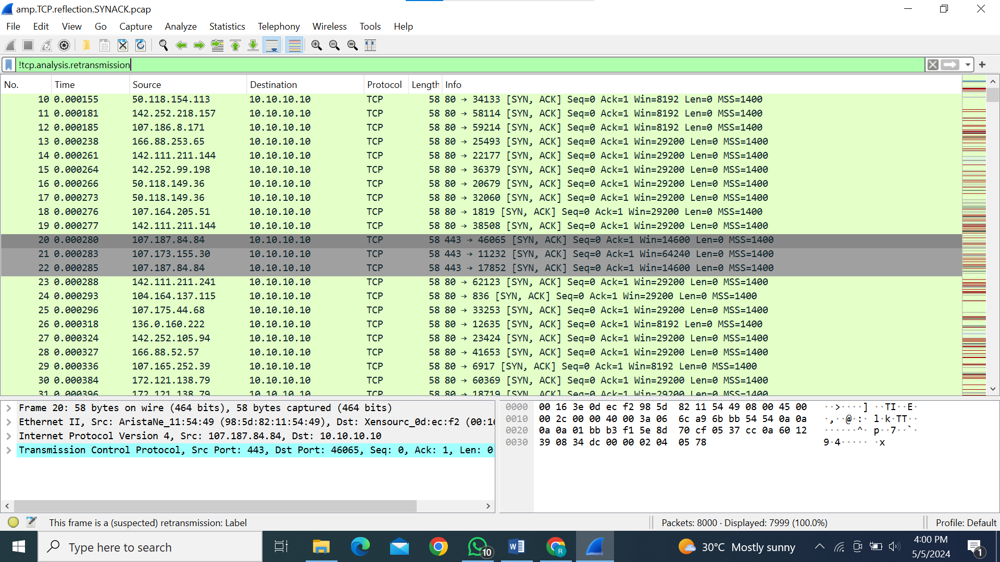 amp.TCP.reflection.SYNACK.pcap
File Edit View Go Capture Analyze Statistics Telephony Wireless Tools Help
!tcp.analysis.retransmission
No. Time Source Destination Protocol Length Info
10 0.000155 50.118.154.113 10.10.10.10 TCP 58 80 → 34133 [SYN, ACK] Seq=0 Ack=1 Win=8192 Len=0 MSS=1400
11 0.000181 142.252.218.157 10.10.10.10 TCP 58 80 → 58114 [SYN, ACK] Seq=0 Ack=1 Win=8192 Len=0 MSS=1400
12 0.000185 107.186.8.171 10.10.10.10 TCP 58 80 → 59214 [SYN, ACK] Seq=0 Ack=1 Win=8192 Len=0 MSS=1400
13 0.000238 166.88.253.65 10.10.10.10 TCP 58 80 → 25493 [SYN, ACK] Seq=0 Ack=1 Win=29200 Len=0 MSS=1400
14 0.000261 142.111.211.144 10.10.10.10 TCP 58 80 → 22177 [SYN, ACK] Seq=0 Ack=1 Win=29200 Len=0 MSS=1400
15 0.000264 142.252.99.198 10.10.10.10 TCP 58 80 → 36379 [SYN, ACK] Seq=0 Ack=1 Win=29200 Len=0 MSS=1400
16 0.000266 50.118.149.36 10.10.10.10 TCP 58 80 → 20679 [SYN, ACK] Seq=0 Ack=1 Win=29200 Len=0 MSS=1400
17 0.000273 50.118.149.36 10.10.10.10 TCP 58 80 → 32060 [SYN, ACK] Seq=0 Ack=1 Win=29200 Len=0 MSS=1400
18 0.000276 107.164.205.51 10.10.10.10 TCP 58 80 → 1819 [SYN, ACK] Seq=0 Ack=1 Win=29200 Len=0 MSS=1400
19 0.000277 142.111.211.144 10.10.10.10 TCP 58 80 → 38508 [SYN, ACK] Seq=0 Ack=1 Win=29200 Len=0 MSS=1400
20 0.000280 107.187.84.84 10.10.10.10 TCP 58 443 → 46065 [SYN, ACK] Seq=0 Ack=1 Win=14600 Len=0 MSS=1400
21 0.000283 107.173.155.30 10.10.10.10 TCP 58 443 → 11232 [SYN, ACK] Seq=0 Ack=1 Win=64240 Len=0 MSS=1400
22 0.000285 107.187.84.84 10.10.10.10 TCP 58 443 → 17852 [SYN, ACK] Seq=0 Ack=1 Win=14600 Len=0 MSS=1400
23 0.000288 142.111.211.241 10.10.10.10 TCP 58 80 → 62123 [SYN, ACK] Seq=0 Ack=1 Win=29200 Len=0 MSS=1400
24 0.000293 104.164.137.115 10.10.10.10 TCP 58 80 → 836 [SYN, ACK] Seq=0 Ack=1 Win=29200 Len=0 MSS=1400
25 0.000296 107.175.44.68 10.10.10.10 TCP 58 80 → 33253 [SYN, ACK] Seq=0 Ack=1 Win=29200 Len=0 MSS=1400
26 0.000318 136.0.160.222 10.10.10.10 TCP 58 80 → 12635 [SYN, ACK] Seq=0 Ack=1 Win=8192 Len=0 MSS=1400
27 0.000324 142.252.105.94 10.10.10.10 TCP 58 80 → 23424 [SYN, ACK] Seq=0 Ack=1 Win=29200 Len=0 MSS=1400
28 0.000327 166.88.52.57 10.10.10.10 TCP 58 80 → 41653 [SYN, ACK] Seq=0 Ack=1 Win=29200 Len=0 MSS=1400
29 0.000336 107.165.252.39 10.10.10.10 TCP 58 80 → 6917 [SYN, ACK] Seq=0 Ack=1 Win=8192 Len=0 MSS=1400
30 0.000384 172.121.138.79 10.10.10.10 TCP 58 80 → 60369 [SYN, ACK] Seq=0 Ack=1 Win=29200 Len=0 MSS=1400
31 0.000396 172.121.138.79 10.10.10.10 TCP 58 80 → 18719 [SYN, ACK] Seq=0 Ack=1 Win=29200 Len=0 MSS=1400
Frame 20: 58 bytes on wire (464 bits), 58 bytes captured (464 bits)
Ethernet II, Src: AristaNe_11:54:49 (98:5d:82:11:54:49), Dst: Xensourc_0d:ec:f2 (00:16
Internet Protocol Version 4, Src: 107.187.84.84, Dst: 10.10.10.10
Transmission Control Protocol, Src Port: 443, Dst Port: 46065, Seq: 0, Ack: 1, Len: 0
0000 00 16 3e 0d ec f2 98 5d 82 11 54 49 08 00 45 00 ··>····] ··TI··E·
0010 00 2c 00 00 40 00 3a 06 6c a9 6b bb 54 54 0a 0a ·,··@·:· l·k·TT··
0020 0a 0a 01 bb b3 f1 5e 8d 70 cf 05 37 cc 0a 60 12 ······^· p··7··`·
0030 39 08 34 dc 00 00 02 04 05 78 9·4····· ·x
This frame is a (suspected) retransmission: Label
Packets: 8000 · Displayed: 7999 (100.0%)
Profile: Default
Type here to search
10
W
R
30°C Mostly sunny
4:00 PM
5/5/2024
1